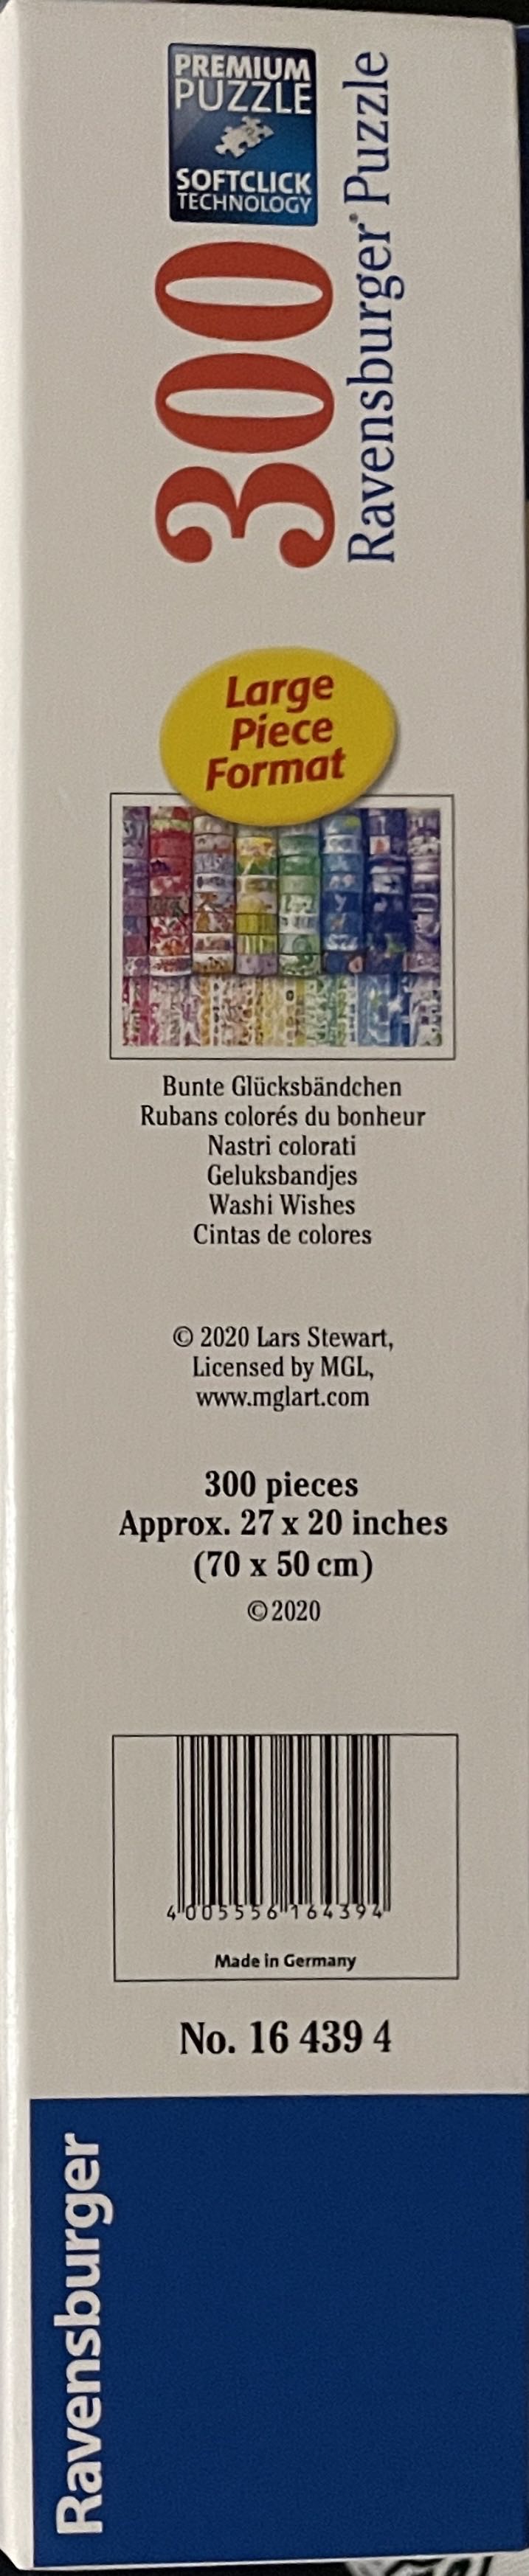 PREMIUM
PUZZLE
SOFTCLICK
TECHNOLOGY
300
Ravensburger® Puzzle
Large
Piece
Format
Bunte Glücksbändchen
Rubans colorés du bonheur
Nastri colorati
Geluksbandjes
Washi Wishes
Cintas de colores
© 2020 Lars Stewart,
Licensed by MGL,
www.mglart.com
300 pieces
Approx. 27 x 20 inches
(70 x 50 cm)
©2020
4 005556 164394
Made in Germany
No. 16 439 4
Ravensburger